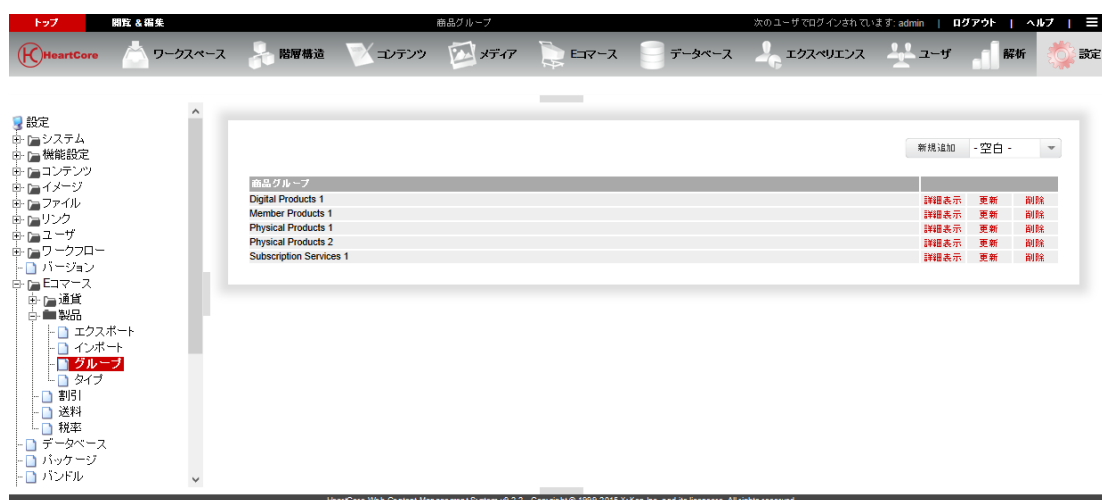 トップ 閲覧 & 編集 商品グループ 次のユーザでログインされています: admin | ログアウト | ヘルプ |
HeartCore ワークスペース 階層構造 コンテンツ メディア Eコマース データベース エクスペリエンス ユーザ 解析 設定
設定
システム
機能設定
コンテンツ
イメージ
ファイル
リンク
ユーザ
ワークフロー
バージョン
Eコマース
通貨
製品
エクスポート
インポート
グループ
タイプ
割引
送料
税率
データベース
パッケージ
バンドル
新規追加 - 空白 -
商品グループ
Digital Products 1 詳細表示 更新 削除
Member Products 1 詳細表示 更新 削除
Physical Products 1 詳細表示 更新 削除
Physical Products 2 詳細表示 更新 削除
Subscription Services 1 詳細表示 更新 削除